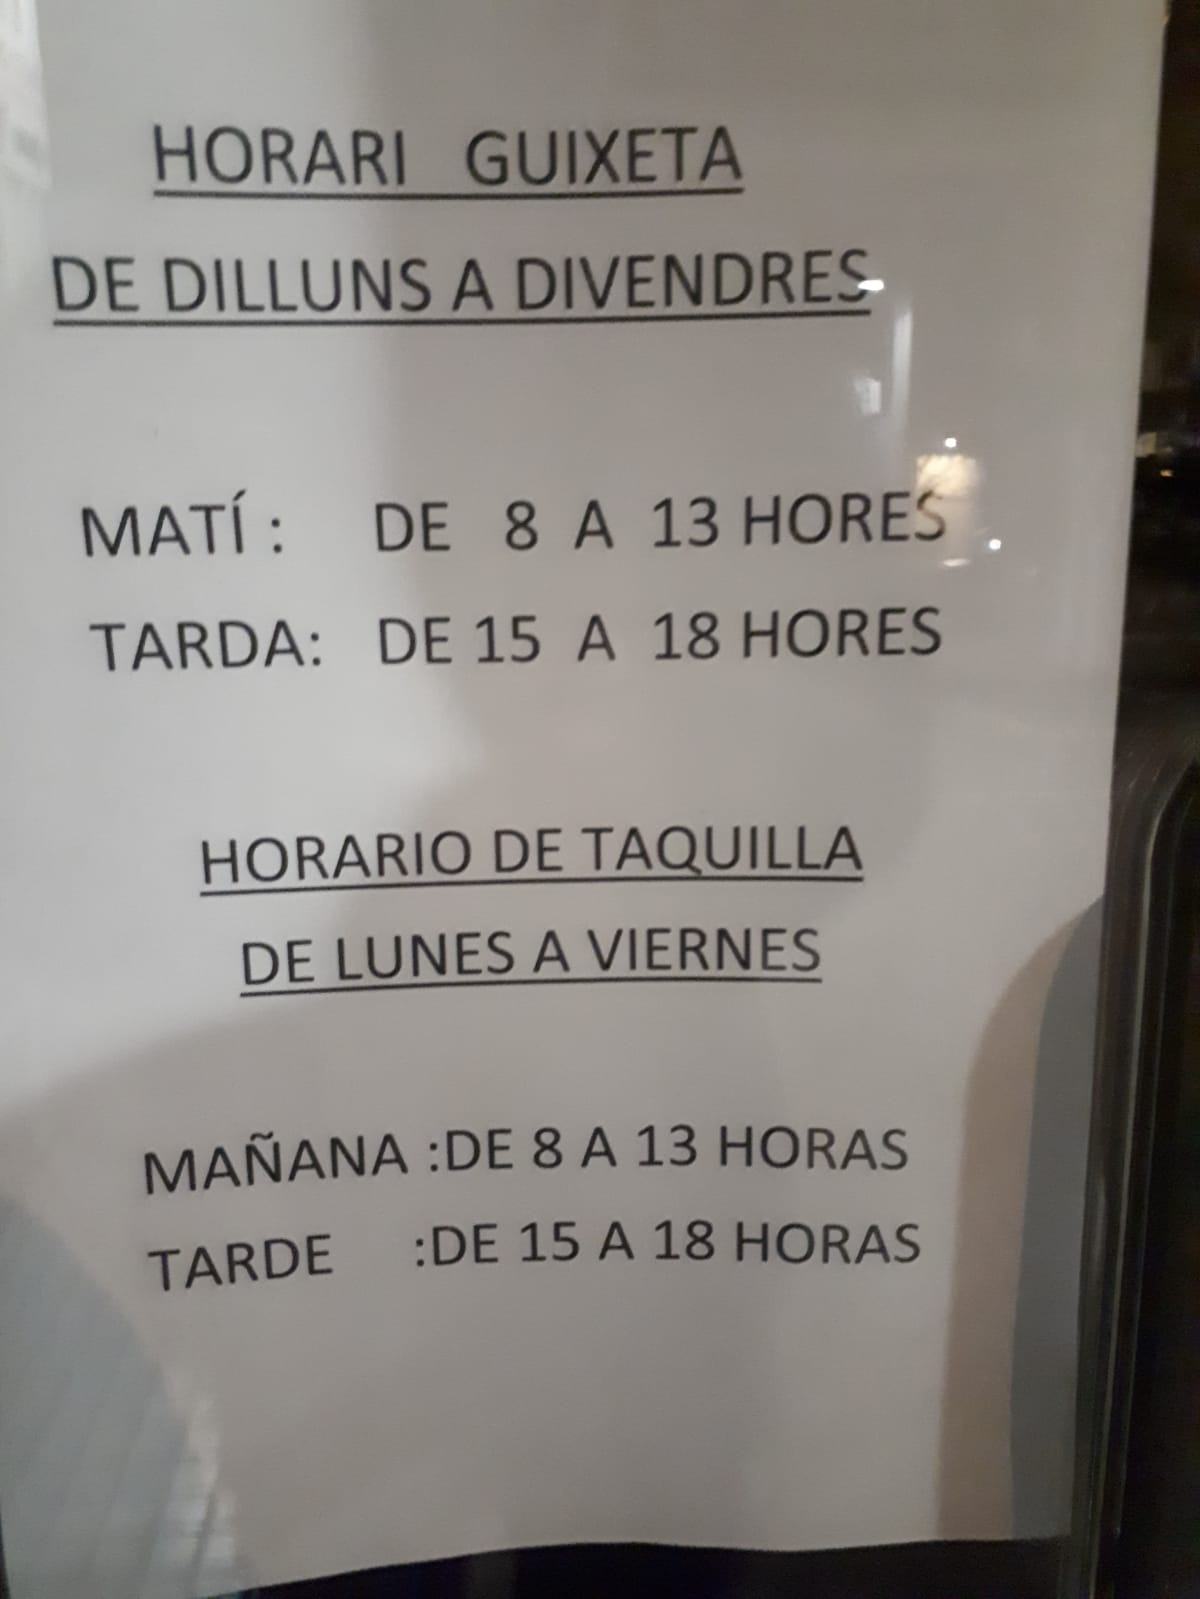 HORARI GUIXETA
DE DILLUNS A DIVENDRES
MATÍ : DE 8 A 13 HORES
TARDA: DE 15 A 18 HORES
HORARIO DE TAQUILLA
DE LUNES A VIERNES
MAÑANA :DE 8 A 13 HORAS
TARDE :DE 15 A 18 HORAS